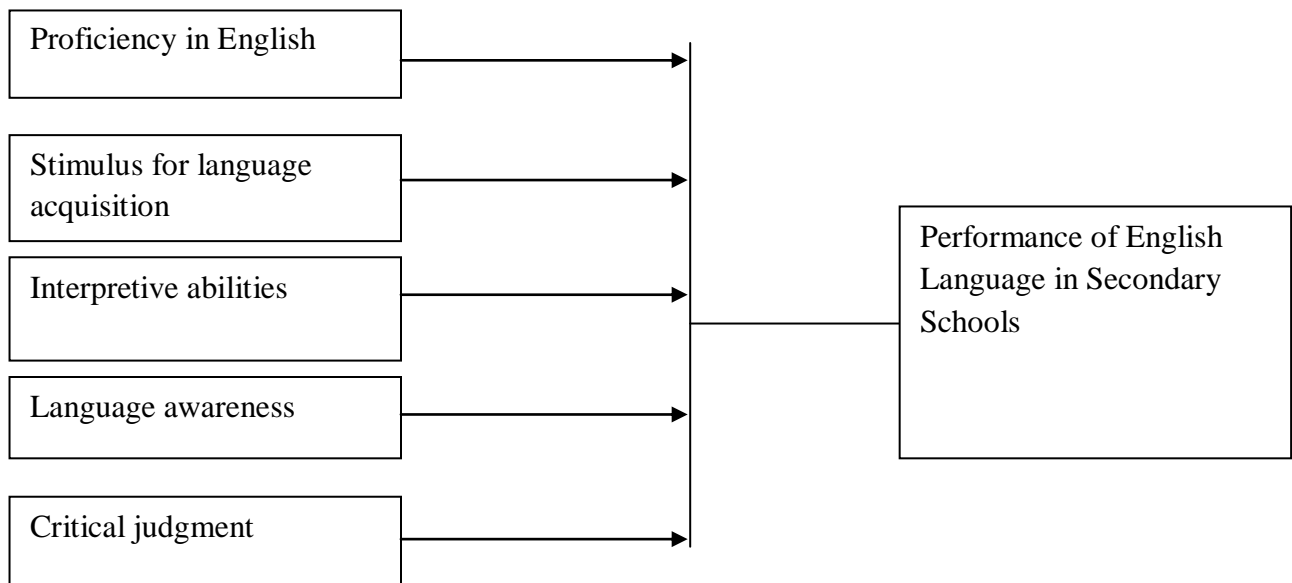 Proficiency in English
Stimulus for language
acquisition
Interpretive abilities
Language awareness
Critical judgment
Performance of English
Language in Secondary
Schools